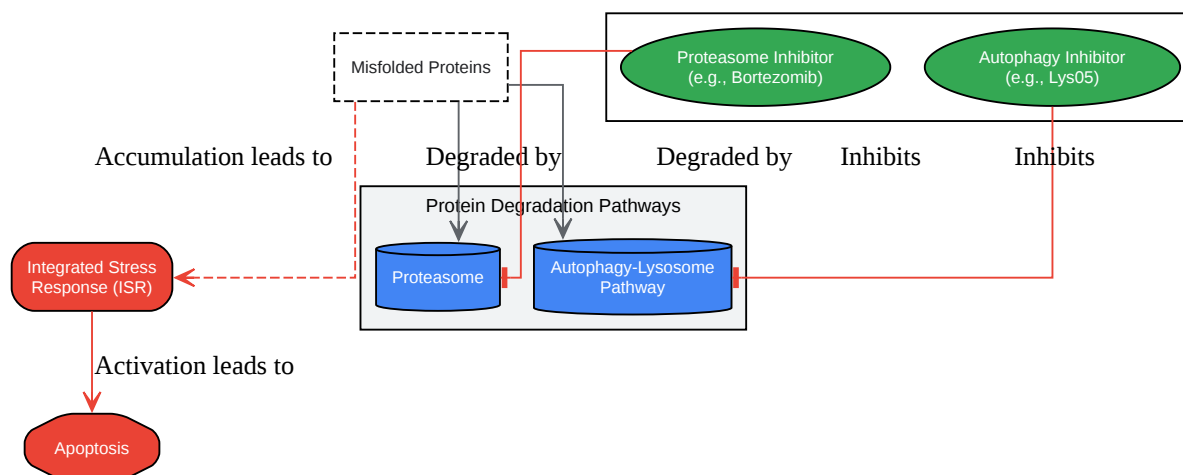 Misfolded Proteins
Proteasome Inhibitor
(e.g., Bortezomib)
Autophagy Inhibitor
(e.g., Lys05)
Accumulation leads to
Degraded by
Degraded by
Inhibits
Inhibits
Protein Degradation Pathways
Proteasome
Autophagy-Lysosome
Pathway
Integrated Stress
Response (ISR)
Activation leads to
Apoptosis